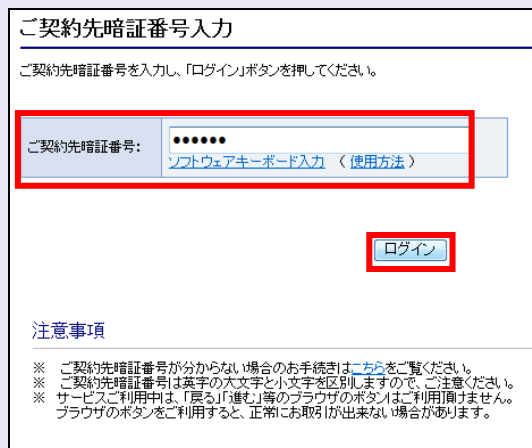 ご契約先暗証番号入力
ご契約先暗証番号を入力し、「ログイン」ボタンを押してください。
ご契約先暗証番号: ●●●●●●
ソフトウェアキーボード入力 （使用方法）
ログイン
注意事項
※ ご契約先暗証番号が分からない場合のお手続きはこちらをご覧ください。
※ ご契約先暗証番号は英字の大文字と小文字を区別しますので、ご注意ください。
※ サービスご利用中は、「戻る」「進む」等のブラウザのボタンはご利用頂けません。
ブラウザのボタンをご利用すると、正常にお取引が出来ない場合があります。